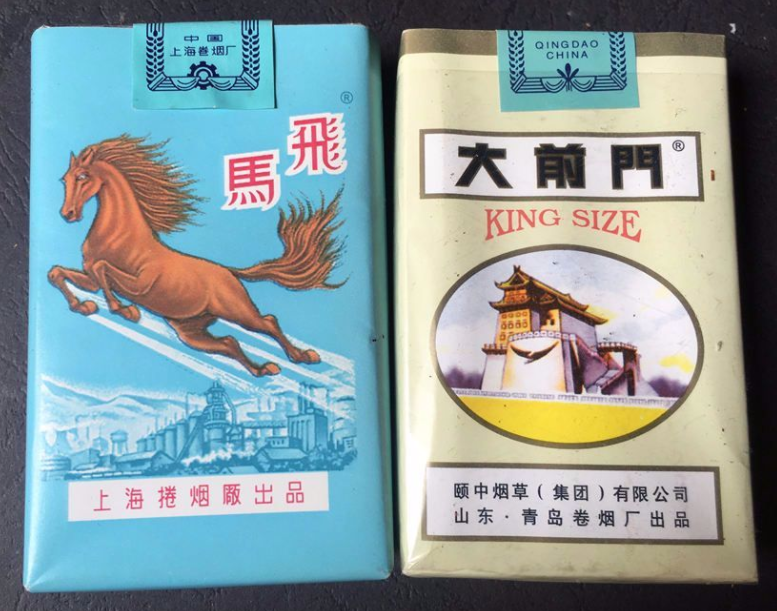 中国
上海卷烟厂
®
飛馬
上海捲烟厰出品
QINGDAO
CHINA
大前門®
KING SIZE
颐中烟草(集团)有限公司
山东·青岛卷烟厂出品